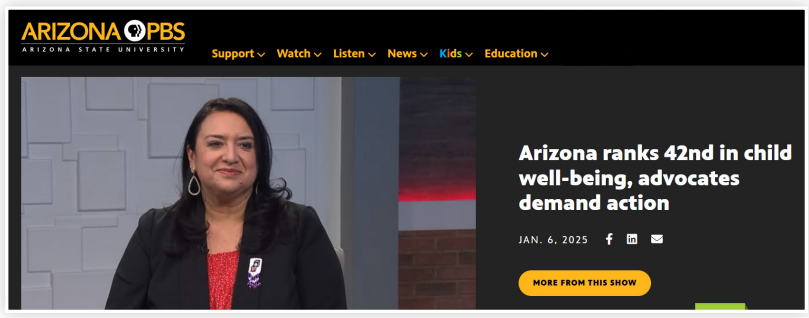 ARIZONA PBS
ARIZONA STATE UNIVERSITY
Support Watch Listen News Kids Education
Arizona ranks 42nd in child
well-being, advocates
demand action
JAN. 6, 2025
MORE FROM THIS SHOW